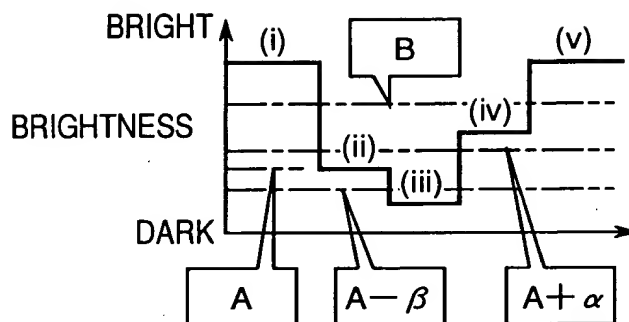 BRIGHT
(i)
B
(v)
BRIGHTNESS
(iv)
(ii)
(iii)
DARK
A
A− β
A+ α